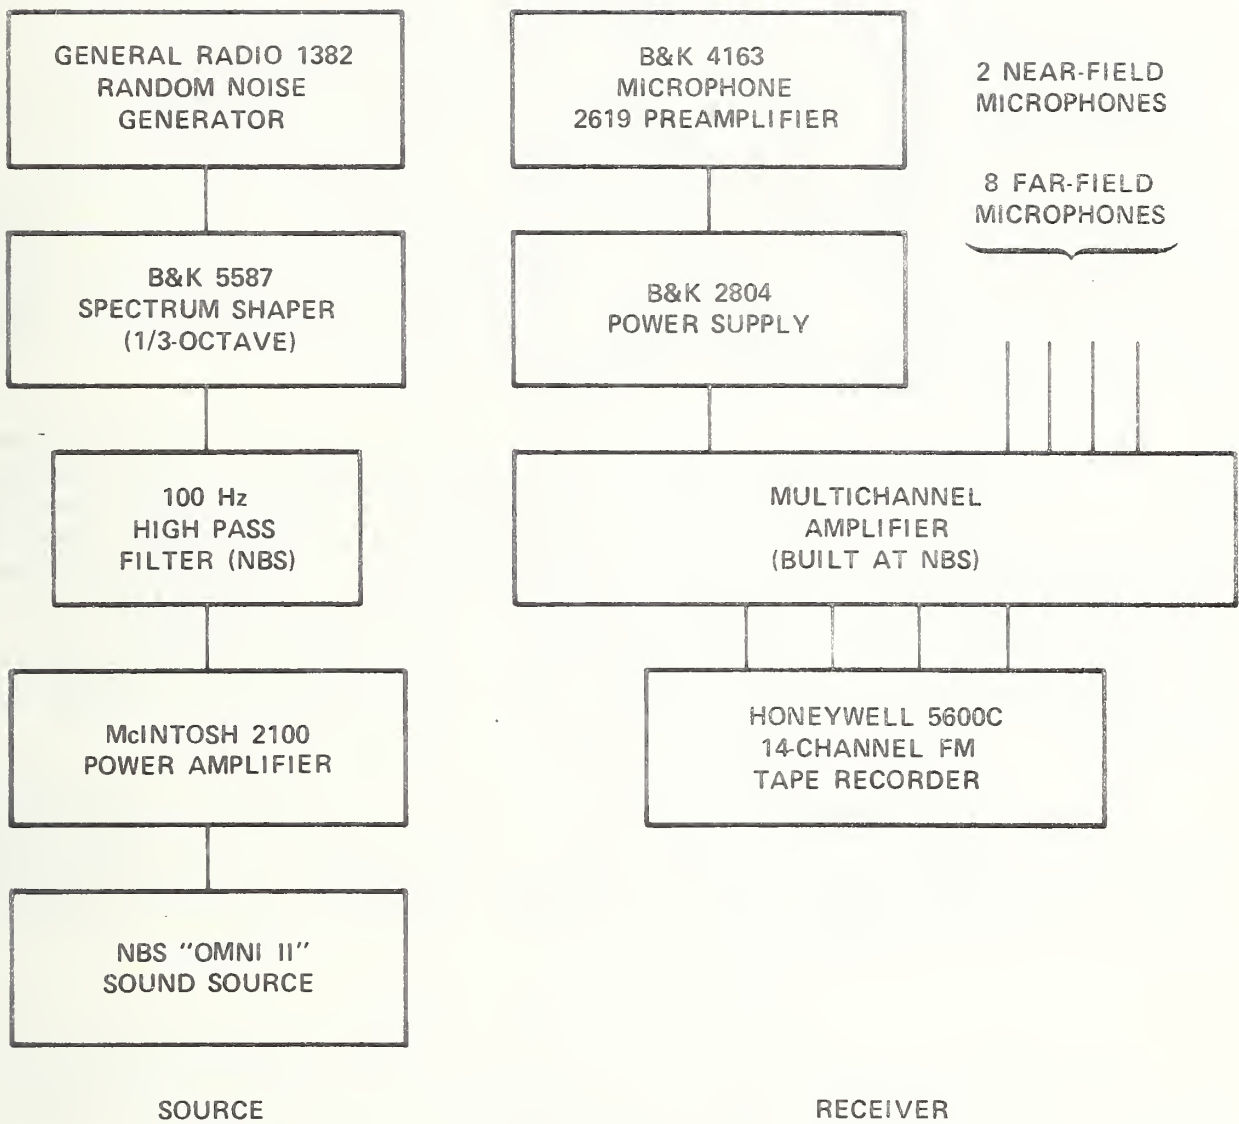 GENERAL RADIO 1382
RANDOM NOISE
GENERATOR
B&K 5587
SPECTRUM SHAPER
(1/3-OCTAVE)
100 Hz
HIGH PASS
FILTER (NBS)
McINTOSH 2100
POWER AMPLIFIER
NBS "OMNI II"
SOUND SOURCE
SOURCE
B&K 4163
MICROPHONE
2619 PREAMPLIFIER
B&K 2804
POWER SUPPLY
2 NEAR-FIELD
MICROPHONES
8 FAR-FIELD
MICROPHONES
MULTICHANNEL
AMPLIFIER
(BUILT AT NBS)
HONEYWELL 5600C
14-CHANNEL FM
TAPE RECORDER
RECEIVER